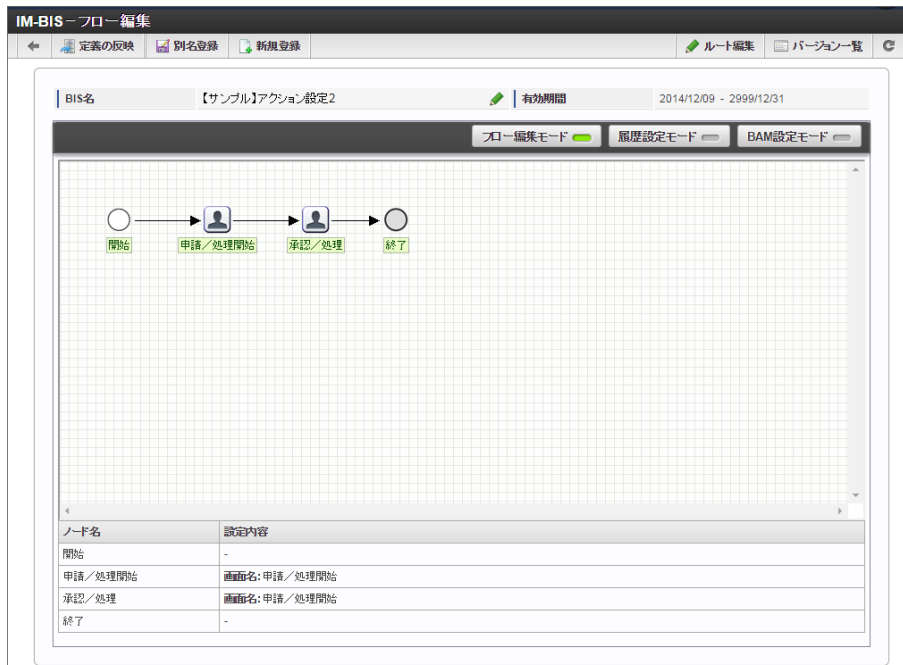 IM-BIS－フロー編集
定義の反映 別名登録 新規登録 ルート編集 バージョン一覧
BIS名 【サンプル】アクション設定2 有効期間 2014/12/09 - 2999/12/31
フロー編集モード 履歴設定モード BAM設定モード
開始 申請／処理開始 承認／処理 終了
ノード名 設定内容
開始 -
申請／処理開始 画面名: 申請／処理開始
承認／処理 画面名: 申請／処理開始
終了 -